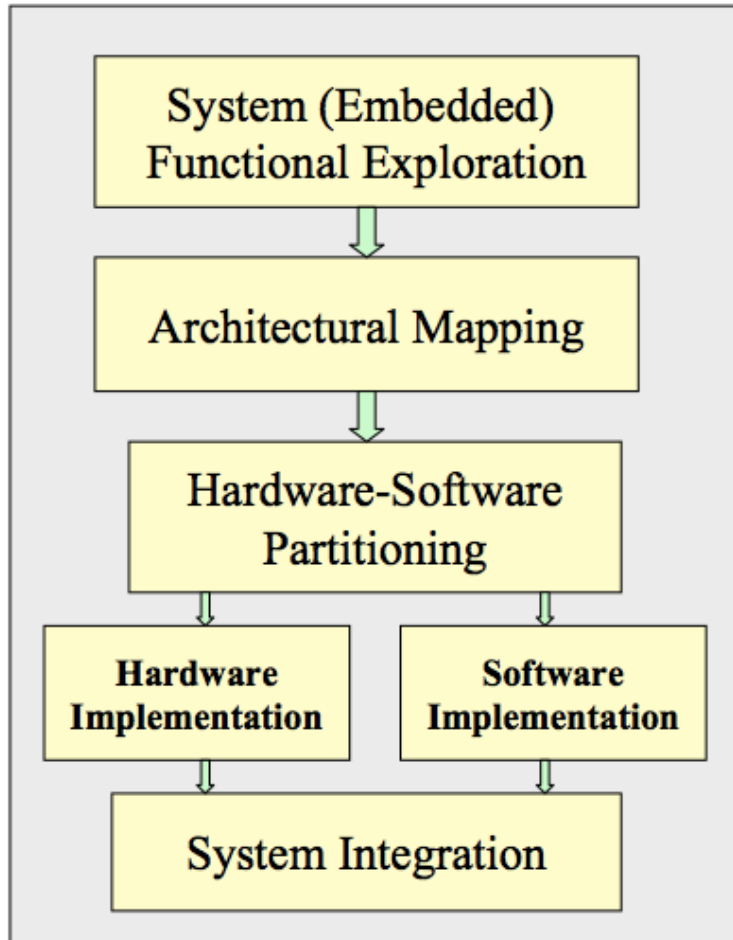 System (Embedded)
Functional Exploration
Architectural Mapping
Hardware-Software
Partitioning
Hardware
Implementation
Software
Implementation
System Integration